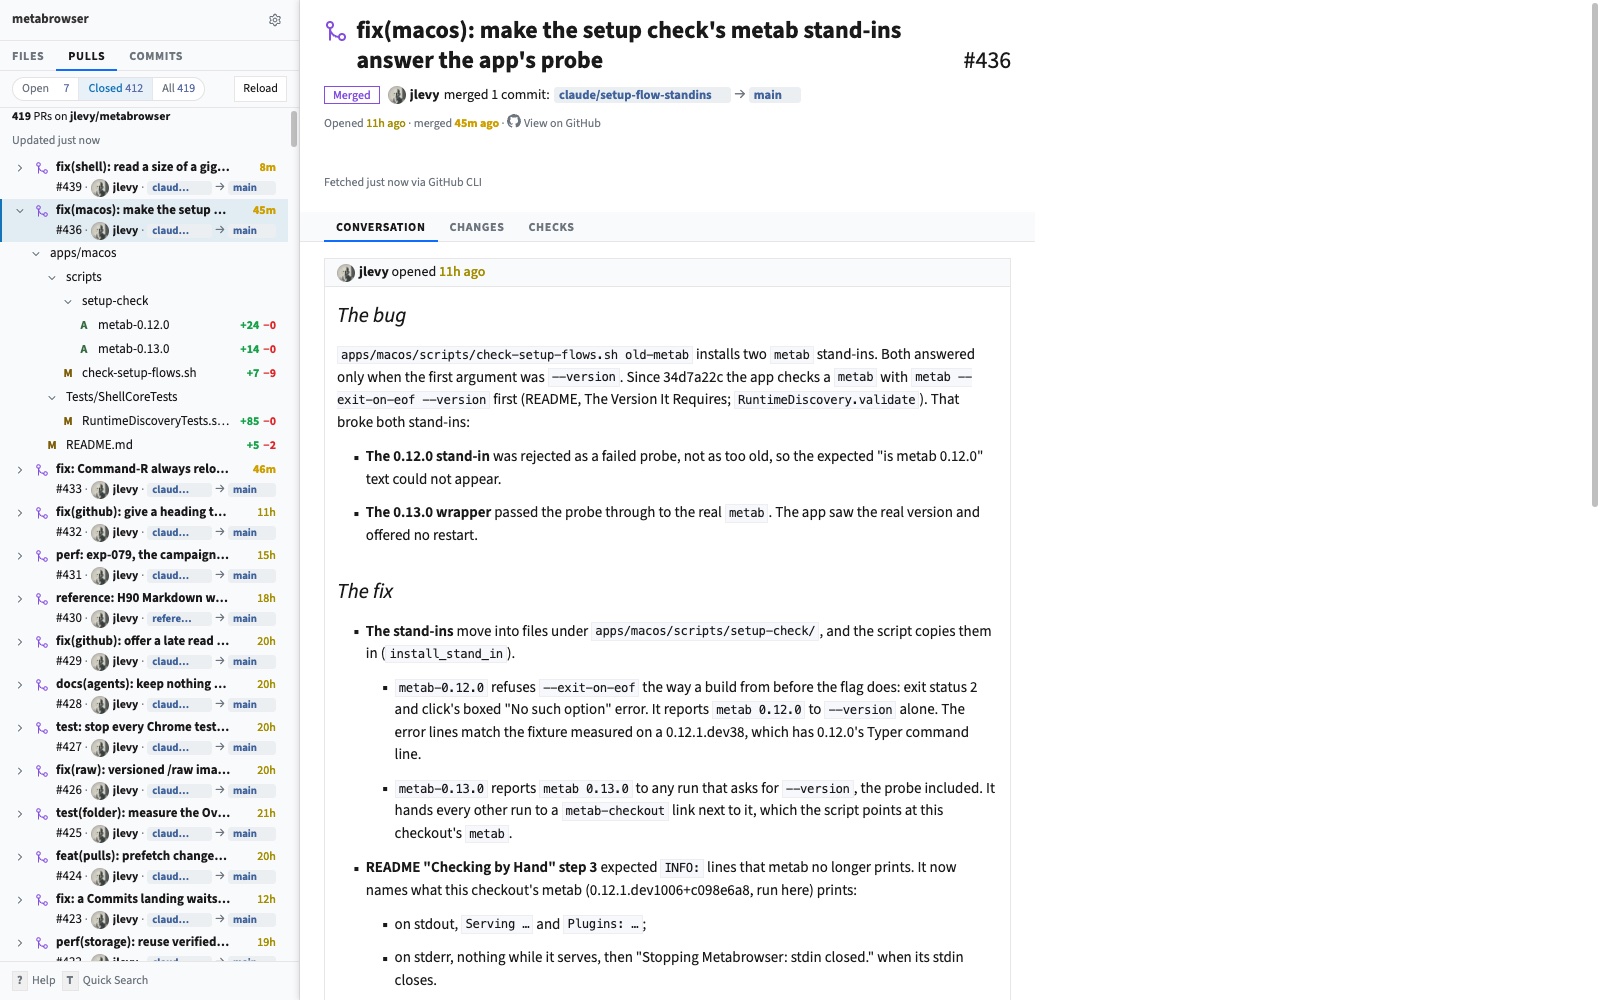 metabrowser
FILES PULLS COMMITS
Open 7 Closed 412 All 419 Reload
419 PRs on jlevy/metabrowser
Updated just now
fix(shell): read a size of a gig… 8m
#439 · jlevy · claud… → main
fix(macos): make the setup … 45m
#436 · jlevy · claud… → main
apps/macos
scripts
setup-check
A metab-0.12.0 +24 −0
A metab-0.13.0 +14 −0
M check-setup-flows.sh +7 −9
Tests/ShellCoreTests
M RuntimeDiscoveryTests.s… +85 −0
M README.md +5 −2
fix: Command-R always relo… 46m
#433 · jlevy · claud… → main
fix(github): give a heading t… 11h
#432 · jlevy · claud… → main
perf: exp-079, the campaign… 15h
#431 · jlevy · claud… → main
reference: H90 Markdown w… 18h
#430 · jlevy · refere… → main
fix(github): offer a late read … 20h
#429 · jlevy · claud… → main
docs(agents): keep nothing … 20h
#428 · jlevy · claud… → main
test: stop every Chrome test… 20h
#427 · jlevy · claud… → main
fix(raw): versioned /raw ima… 20h
#426 · jlevy · claud… → main
test(folder): measure the Ov… 21h
#425 · jlevy · claud… → main
feat(pulls): prefetch change… 20h
#424 · jlevy · claud… → main
fix: a Commits landing waits… 12h
#423 · jlevy · claud… → main
perf(storage): reuse verified… 19h
? Help T Quick Search
fix(macos): make the setup check's metab stand-ins
answer the app's probe #436
Merged jlevy merged 1 commit: claude/setup-flow-standins → main
Opened 11h ago · merged 45m ago · View on GitHub
Fetched just now via GitHub CLI
CONVERSATION CHANGES CHECKS
jlevy opened 11h ago
The bug
apps/macos/scripts/check-setup-flows.sh old-metab installs two metab stand-ins. Both answered
only when the first argument was --version. Since 34d7a22c the app checks a metab with metab --
exit-on-eof --version first (README, The Version It Requires; RuntimeDiscovery.validate). That
broke both stand-ins:
▪ The 0.12.0 stand-in was rejected as a failed probe, not as too old, so the expected "is metab 0.12.0"
text could not appear.
▪ The 0.13.0 wrapper passed the probe through to the real metab. The app saw the real version and
offered no restart.
The fix
▪ The stand-ins move into files under apps/macos/scripts/setup-check/, and the script copies them
in (install_stand_in).
▪ metab-0.12.0 refuses --exit-on-eof the way a build from before the flag does: exit status 2
and click's boxed "No such option" error. It reports metab 0.12.0 to --version alone. The
error lines match the fixture measured on a 0.12.1.dev38, which has 0.12.0's Typer command
line.
▪ metab-0.13.0 reports metab 0.13.0 to any run that asks for --version, the probe included. It
hands every other run to a metab-checkout link next to it, which the script points at this
checkout's metab.
▪ README "Checking by Hand" step 3 expected INFO: lines that metab no longer prints. It now
names what this checkout's metab (0.12.1.dev1006+c098e6a8, run here) prints:
▪ on stdout, Serving … and Plugins: …;
▪ on stderr, nothing while it serves, then "Stopping Metabrowser: stdin closed." when its stdin
closes.